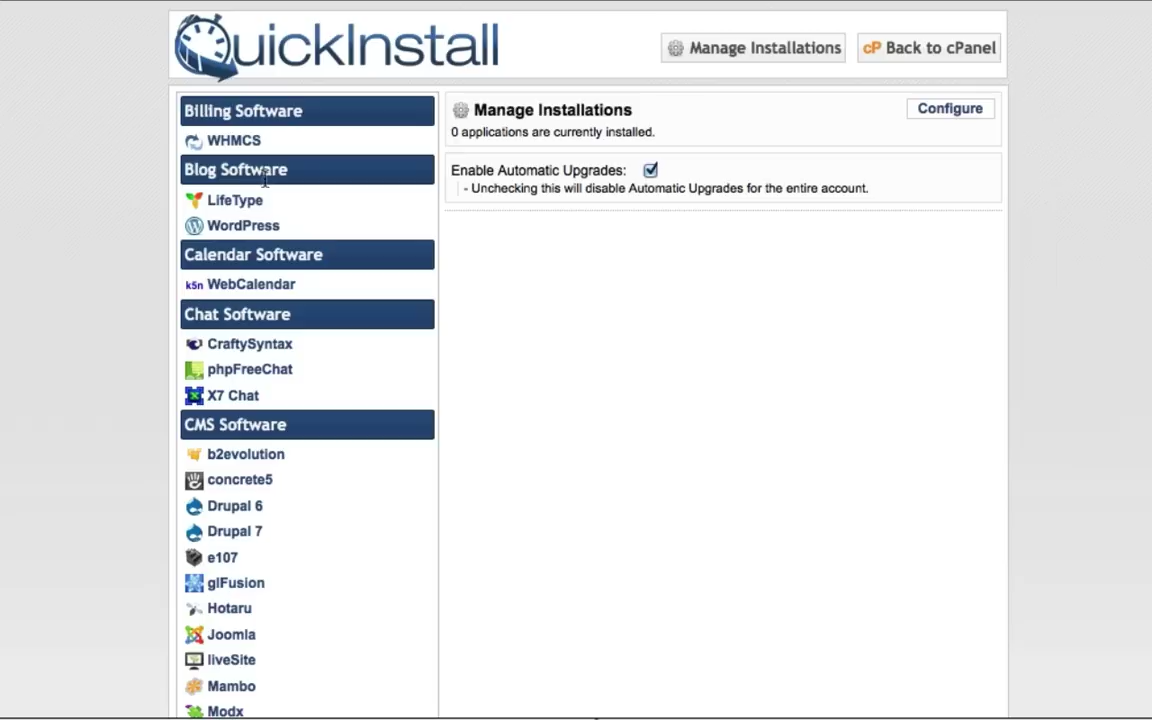 QuickInstall
Manage Installations
cP Back to cPanel
Billing Software
WHMCS
Blog Software
LifeType
WordPress
Calendar Software
k5n WebCalendar
Chat Software
CraftySyntax
phpFreeChat
X7 Chat
CMS Software
b2evolution
concrete5
Drupal 6
Drupal 7
e107
glFusion
Hotaru
Joomla
liveSite
Mambo
Modx
Manage Installations
Configure
0 applications are currently installed.
Enable Automatic Upgrades:
- Unchecking this will disable Automatic Upgrades for the entire account.